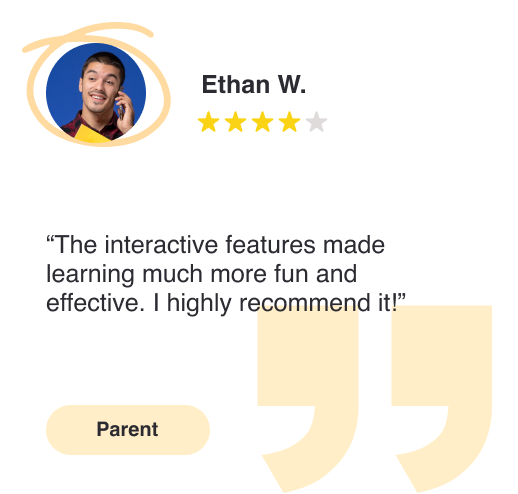 Ethan W.
“The interactive features made
learning much more fun and
effective. I highly recommend it!”
Parent